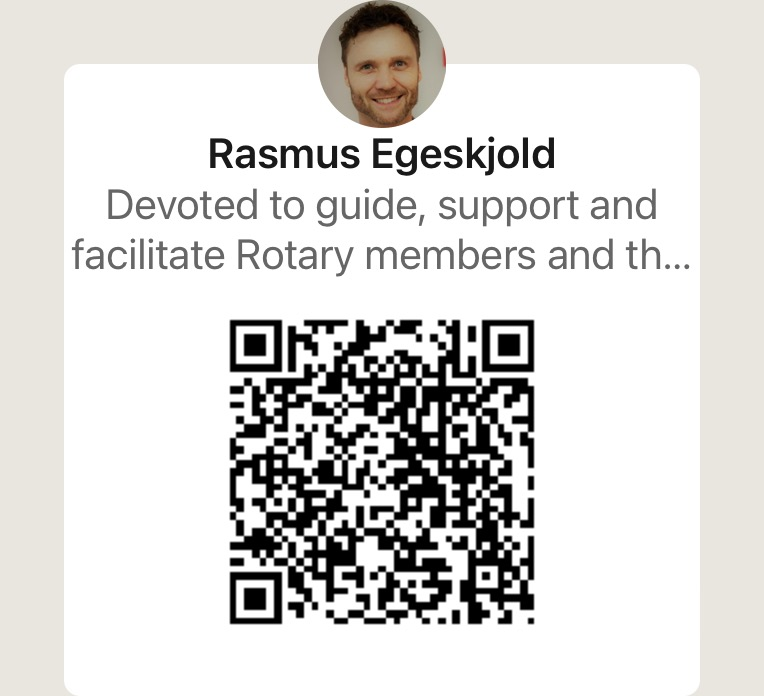 Rasmus Egeskjold
Devoted to guide, support and
facilitate Rotary members and th...